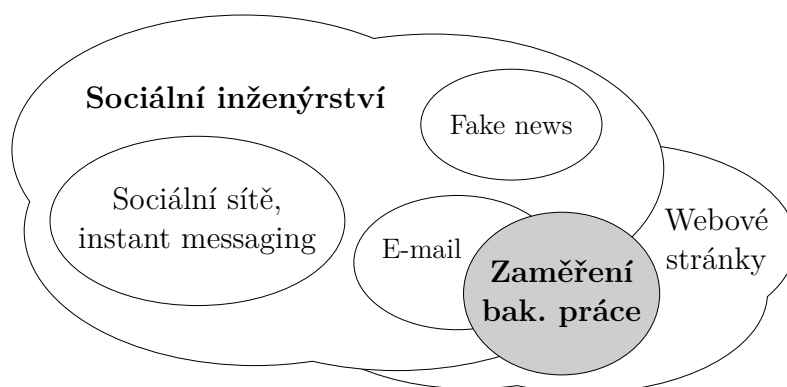 Sociální inženýrství
Fake news
Sociální sítě,
instant messaging
E-mail
Webové
stránky
Zaměření
bak. práce